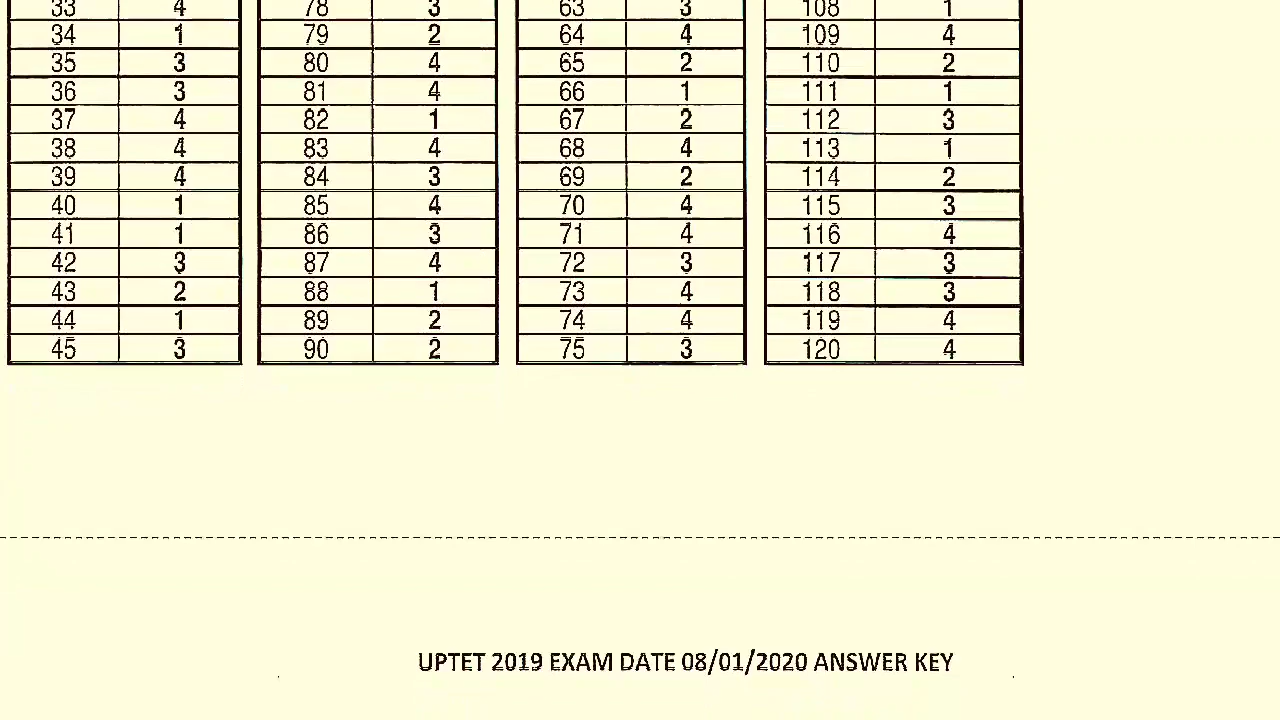 33 4 78 3 63 3 108 1
34 1 79 2 64 4 109 4
35 3 80 4 65 2 110 2
36 3 81 4 66 1 111 1
37 4 82 1 67 2 112 3
38 4 83 4 68 4 113 1
39 4 84 3 69 2 114 2
40 1 85 4 70 4 115 3
41 1 86 3 71 4 116 4
42 3 87 4 72 3 117 3
43 2 88 1 73 4 118 3
44 1 89 2 74 4 119 4
45 3 90 2 75 3 120 4
UPTET 2019 EXAM DATE 08/01/2020 ANSWER KEY